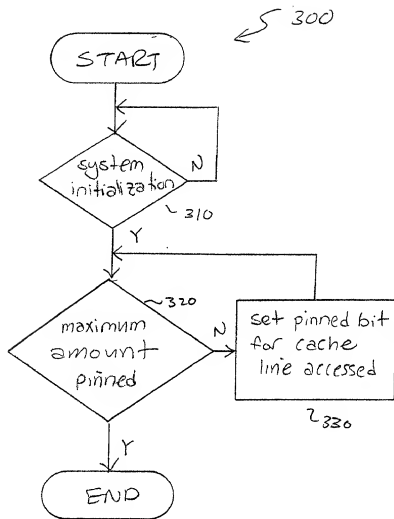 300
START
N
system
initialization
310
Y
320
maximum
amount
pinned
N
set pinned bit
for cache
line accessed
330
Y
END